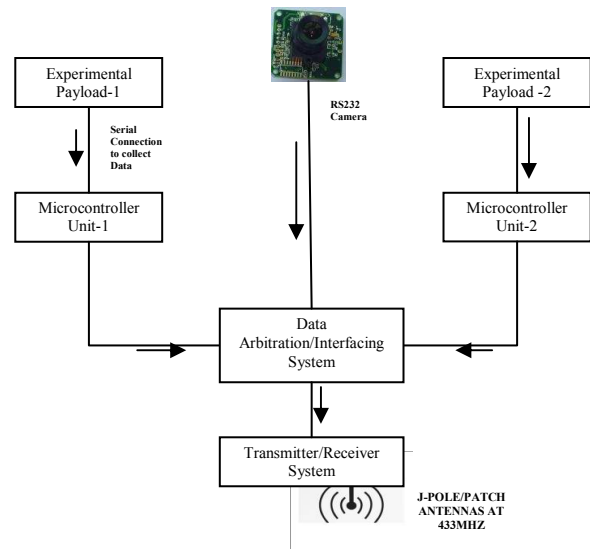 Experimental
Payload-1
RS232
Camera
Experimental
Payload -2
Serial
Connection
to collect
Data
Microcontroller
Unit-1
Microcontroller
Unit-2
Data
Arbitration/Interfacing
System
Transmitter/Receiver
System
J-POLE/PATCH
ANTENNAS AT
433MHZ